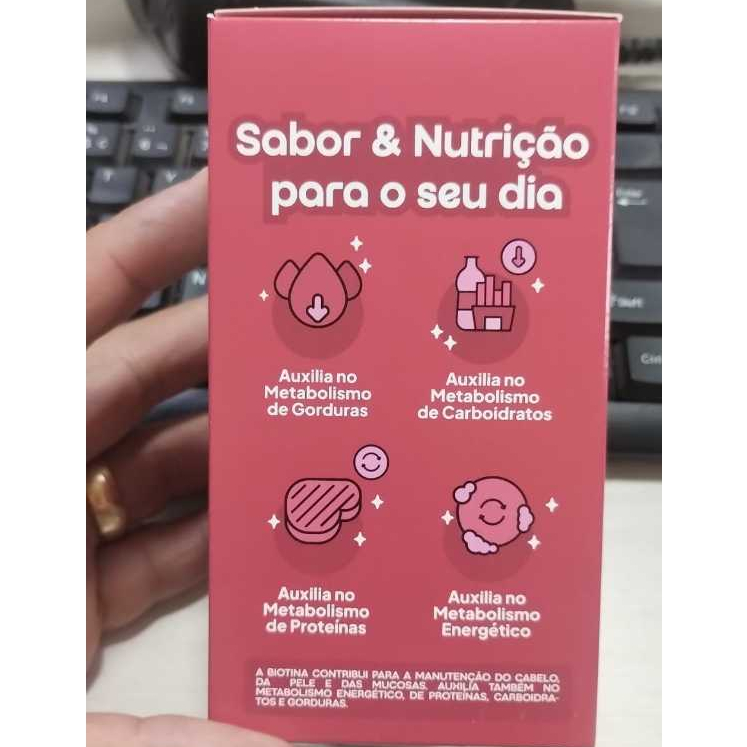 Sabor & Nutrição
para o seu dia
Auxilia no
Metabolismo
de Gorduras
Auxilia no
Metabolismo
de Carboidratos
Auxilia no
Metabolismo
de Proteínas
Auxilia no
Metabolismo
Energético
A BIOTINA CONTRIBUI PARA A MANUTENÇÃO DO CABELO,
DA PELE E DAS MUCOSAS. AUXILÍA TAMBÉM NO
METABOLISMO ENERGÉTICO, DE PROTEÍNAS, CARBOIDRA-
TOS E GORDURAS.